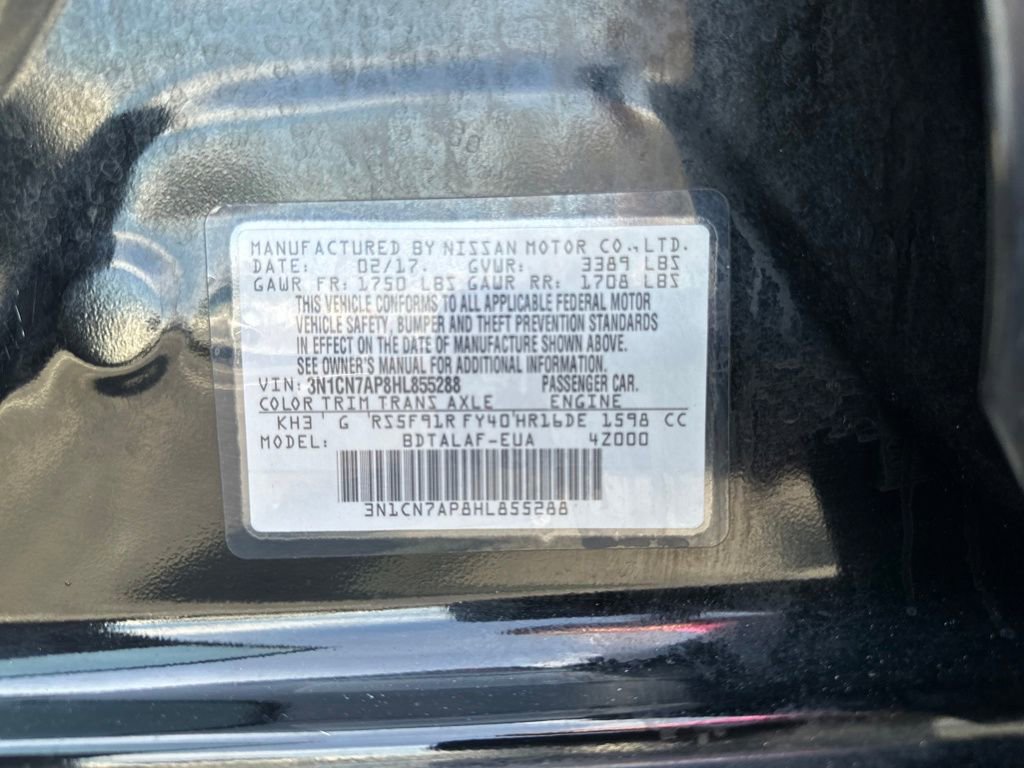 MANUFACTURED BY NISSAN MOTOR CO., LTD.
DATE: 02/17. GVWR: 3389 LBS
GAWR FR: 1750 LBS GAWR RR: 1708 LBS
THIS VEHICLE CONFORMS TO ALL APPLICABLE FEDERAL MOTOR
VEHICLE SAFETY, BUMPER AND THEFT PREVENTION STANDARDS
IN EFFECT ON THE DATE OF MANUFACTURE SHOWN ABOVE.
SEE OWNER'S MANUAL FOR ADDITIONAL INFORMATION.
VIN: 3N1CN7AP8HL855288 PASSENGER CAR.
COLOR TRIM TRANS AXLE ENGINE
KH3 ' G 'RS5F91R FY40'HR16DE 1598 CC
MODEL: BDTALAF-EUA 4Z000
3N1CN7AP8HL855288